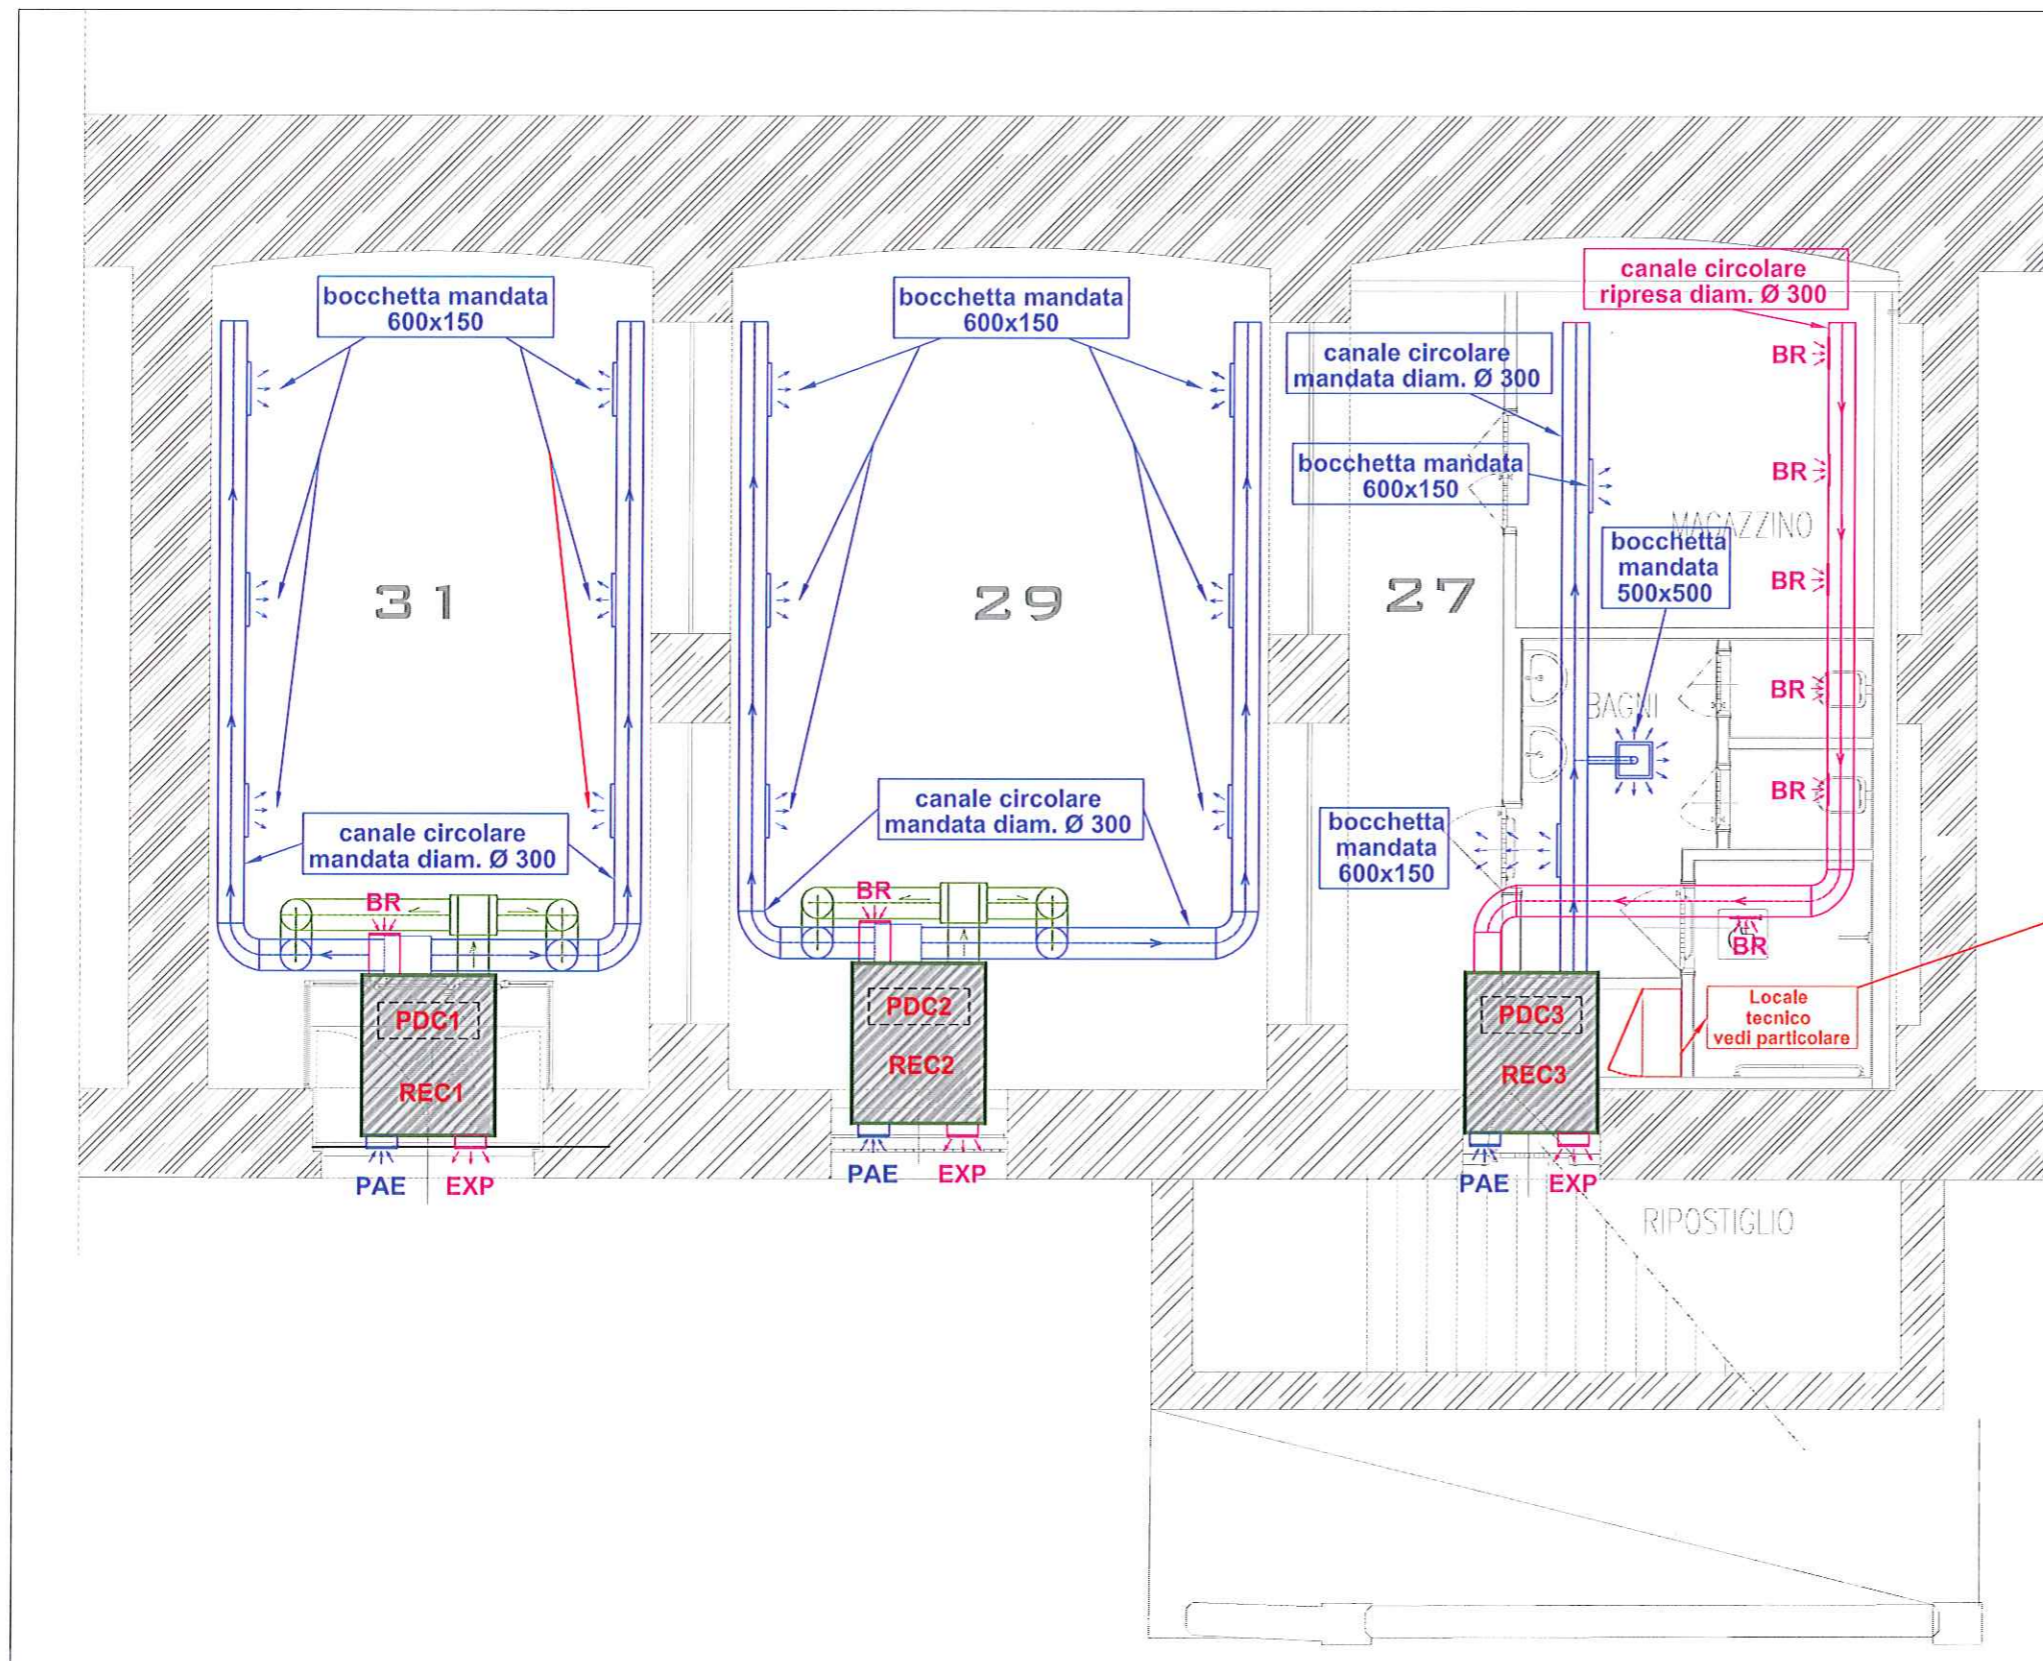 bocchetta mandata
600x150
bocchetta mandata
600x150
canale circolare
ripresa diam. Ø 300
canale circolare
mandata diam. Ø 300
BR
bocchetta mandata
600x150
BR
MAGAZZINO
bocchetta
mandata
500x500
BR
31
29
27
BR
BAGNI
BR
canale circolare
mandata diam. Ø 300
canale circolare
mandata diam. Ø 300
bocchetta
mandata
600x150
BR
BR
BR
PDC1
REC1
PDC2
REC2
PDC3
REC3
Locale
tecnico
vedi particolare
PAE
EXP
PAE
EXP
PAE
EXP
RIPOSTIGLIO